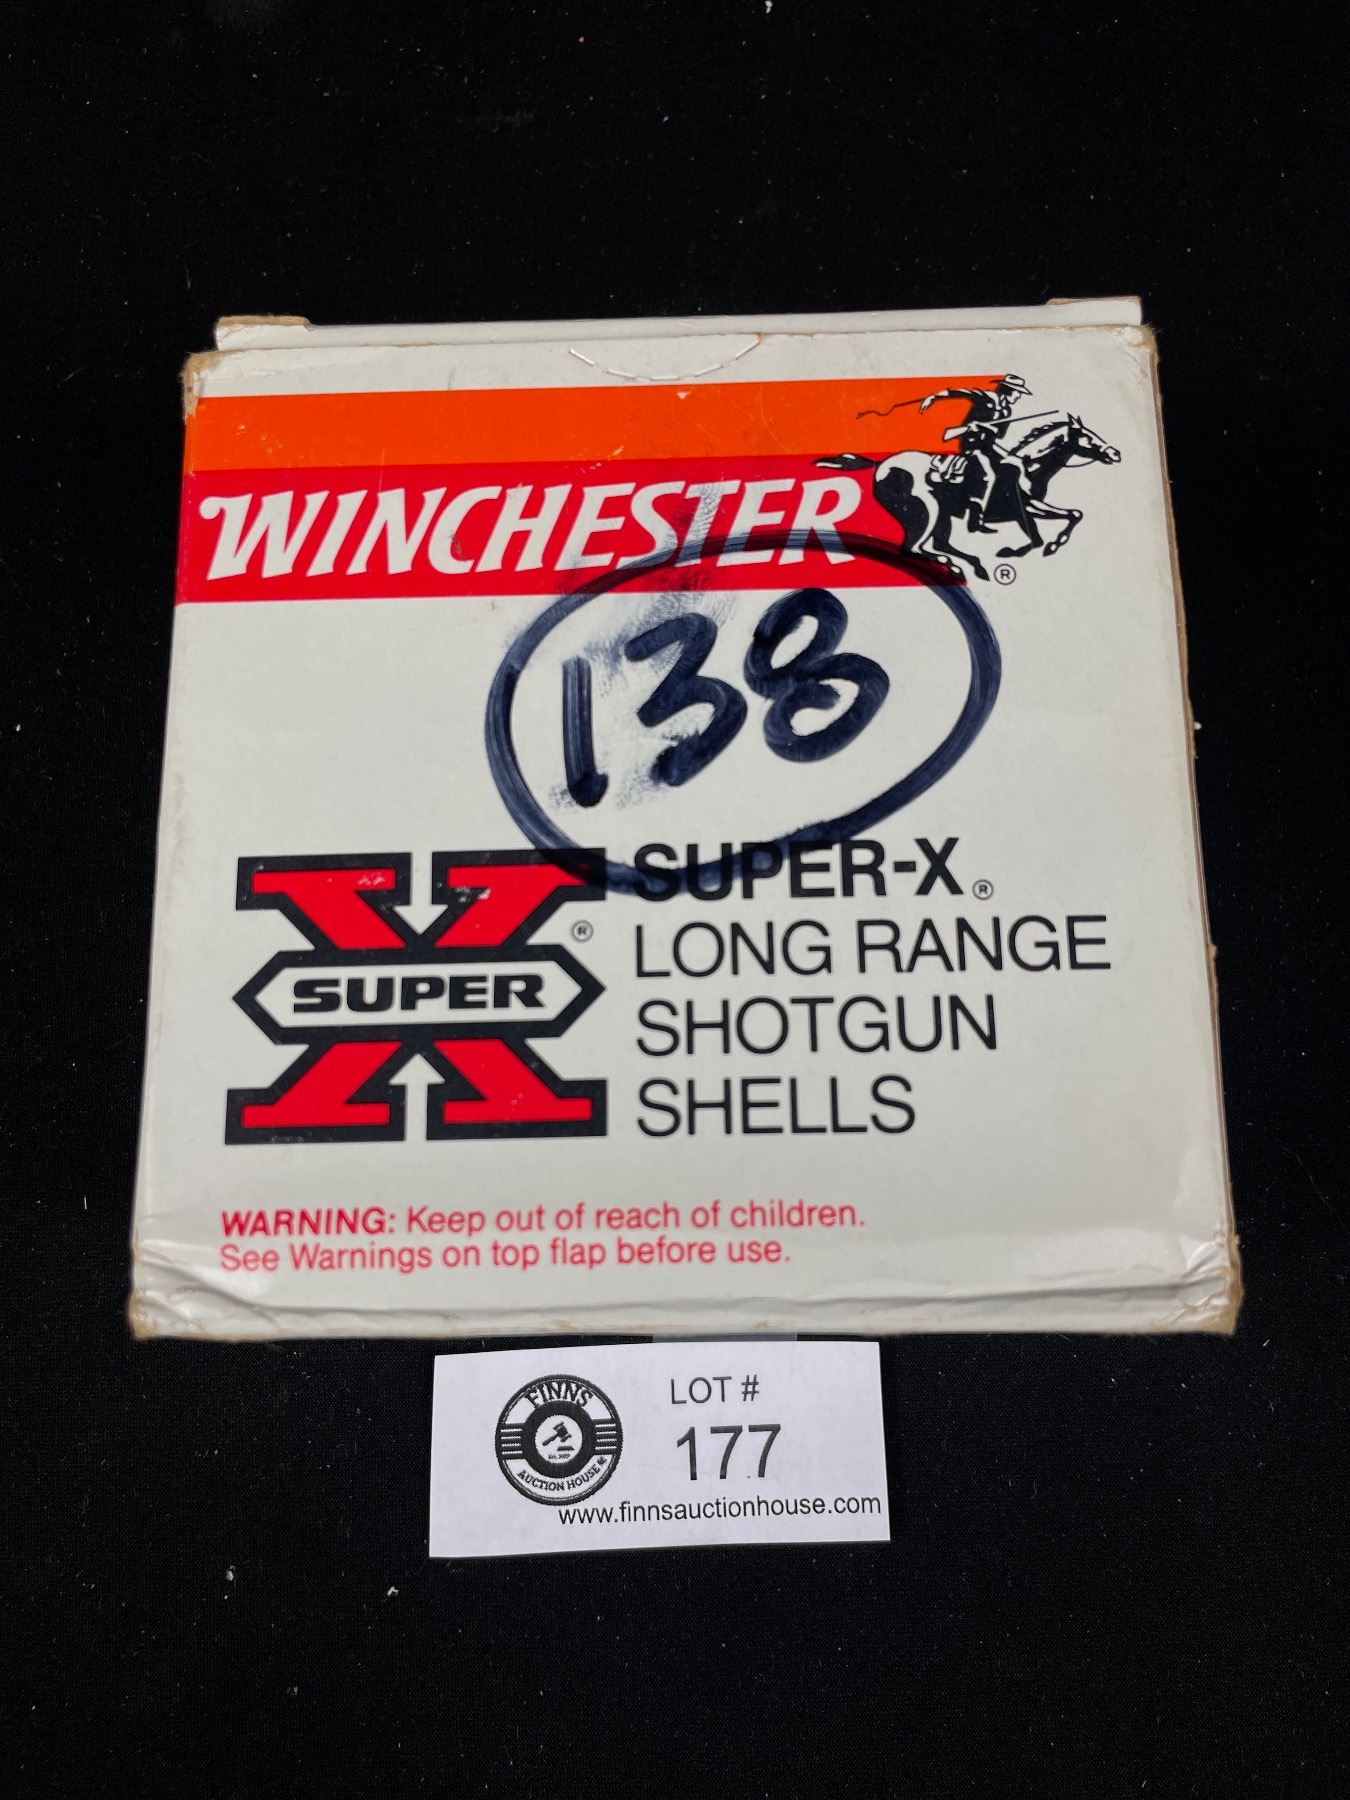 WINCHESTER
®
138
SUPER-X®
LONG RANGE
SHOTGUN
SHELLS
®
SUPER
WARNING: Keep out of reach of children.
See Warnings on top flap before use.
FINNS
AUCTION HOUSE
LOT #
177
www.finnsauctionhouse.com